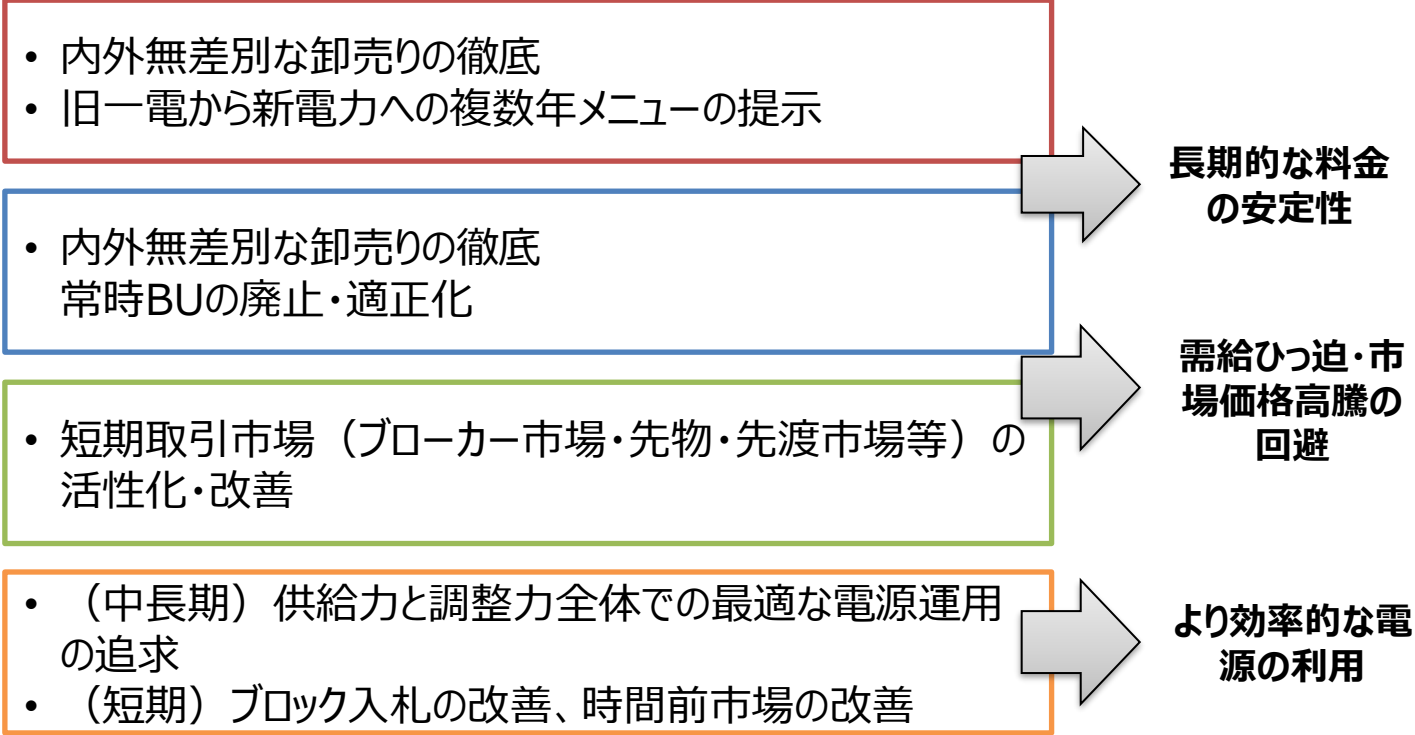 • 内外無差別な卸売りの徹底
• 旧一電から新電力への複数年メニューの提示
長期的な料金
の安定性
• 内外無差別な卸売りの徹底
常時BUの廃止・適正化
需給ひっ迫・市
場価格高騰の
回避
• 短期取引市場（ブローカー市場・先物・先渡市場等）の
活性化・改善
• （中長期）供給力と調整力全体での最適な電源運用
の追求
• （短期）ブロック入札の改善、時間前市場の改善
より効率的な電
源の利用